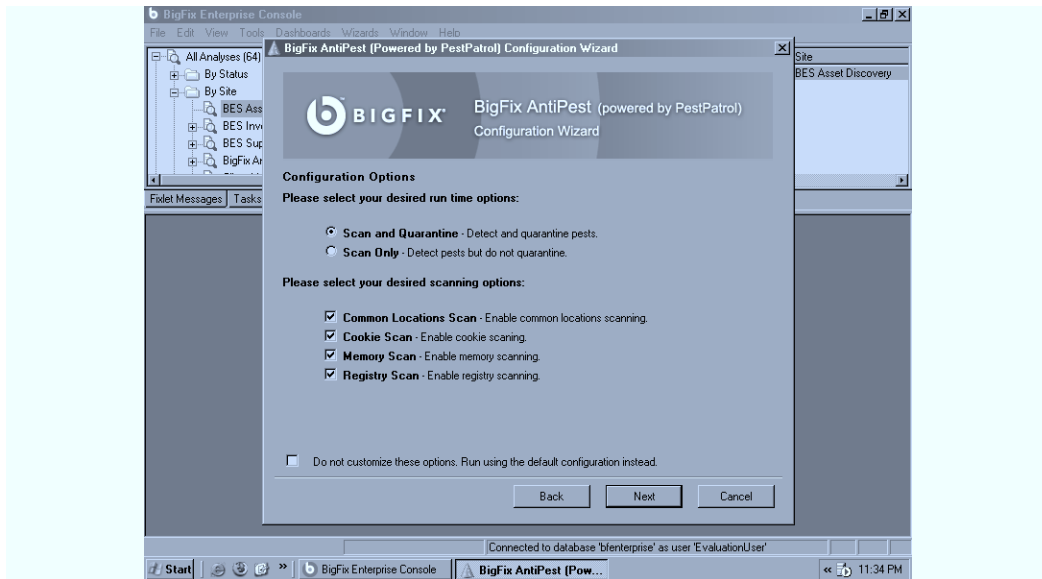 BigFix Enterprise Console
File Edit View Tools Dashboards Wizards Window Help
BigFix AntiPest (Powered by PestPatrol) Configuration Wizard
All Analyses (64)
Site
By Status
BES Asset Discovery
By Site
BES Ass
BES Inv
BES Sup
BigFix An
Fixlet Messages
Tasks
BIGFIX
BigFix AntiPest (powered by PestPatrol)
Configuration Wizard
Configuration Options
Please select your desired run time options:
Scan and Quarantine - Detect and quarantine pests.
Scan Only - Detect pests but do not quarantine.
Please select your desired scanning options:
Common Locations Scan - Enable common locations scanning.
Cookie Scan - Enable cookie scaning.
Memory Scan - Enable memory scanning.
Registry Scan - Enable registry scanning.
Do not customize these options. Run using the default configuration instead.
Back
Next
Cancel
Connected to database 'bfenterprise' as user 'EvaluationUser'
Start
BigFix Enterprise Console
BigFix AntiPest (Pow...
11:34 PM